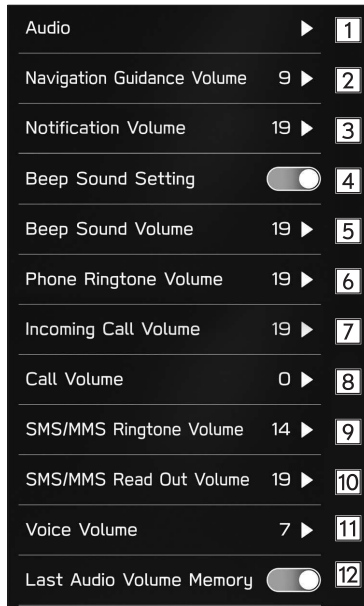 Audio 1
Navigation Guidance Volume 9 2
Notification Volume 19 3
Beep Sound Setting 4
Beep Sound Volume 19 5
Phone Ringtone Volume 19 6
Incoming Call Volume 19 7
Call Volume 0 8
SMS/MMS Ringtone Volume 14 9
SMS/MMS Read Out Volume 19 10
Voice Volume 7 11
Last Audio Volume Memory 12